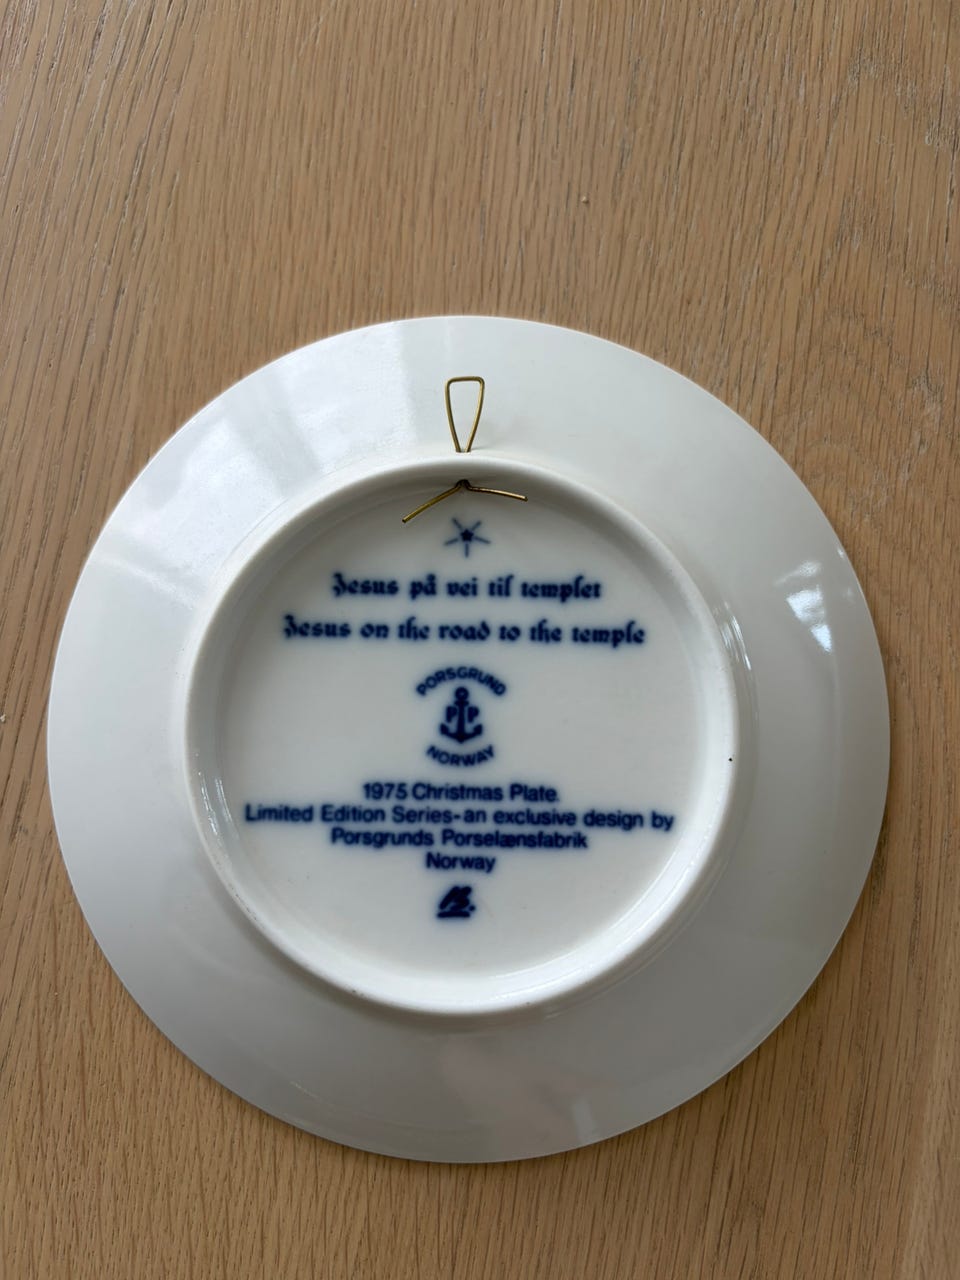 Jesus på vei til templet
Jesus on the road to the temple
PORSGRUND
P P
NORWAY
1975 Christmas Plate.
Limited Edition Series-an exclusive design by
Porsgrunds Porselænsfabrik
Norway